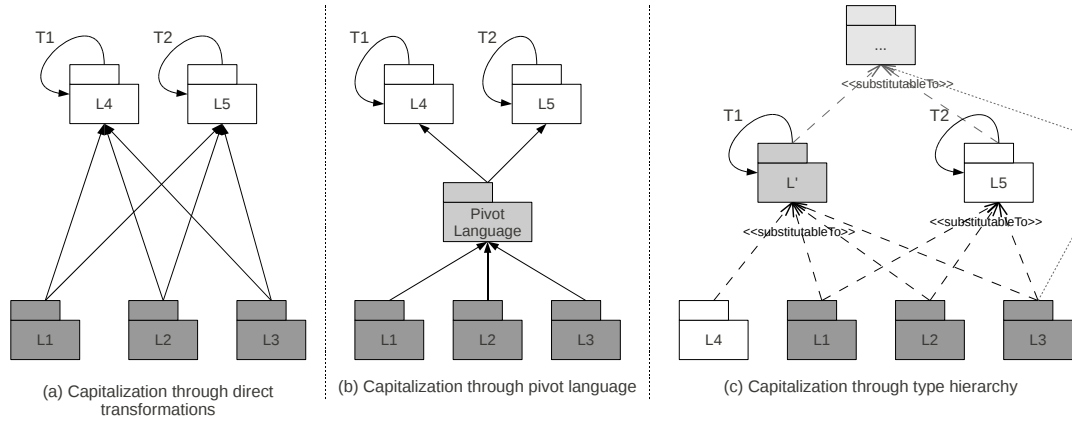 T1
T2
L4
L5
L1
L2
L3
(a) Capitalization through direct
transformations
T1
T2
L4
L5
Pivot
Language
L1
L2
L3
(b) Capitalization through pivot language
...
<<substitutableTo>>
T1
T2
L'
L5
<<substitutableTo>>
<<substitutableTo>>
L4
L1
L2
L3
(c) Capitalization through type hierarchy